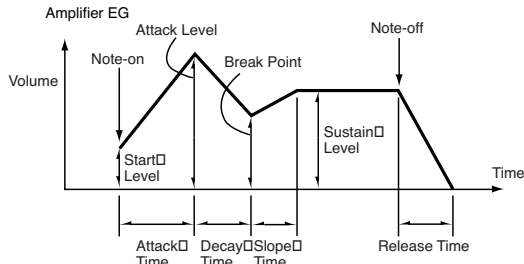 Amplifier EG
Attack Level
Note-off
Note-on
Break Point
Volume
Start□
Level
Sustain□
Level
Time
Attack□
Time
Decay□
Time
Slope□
Time
Release Time